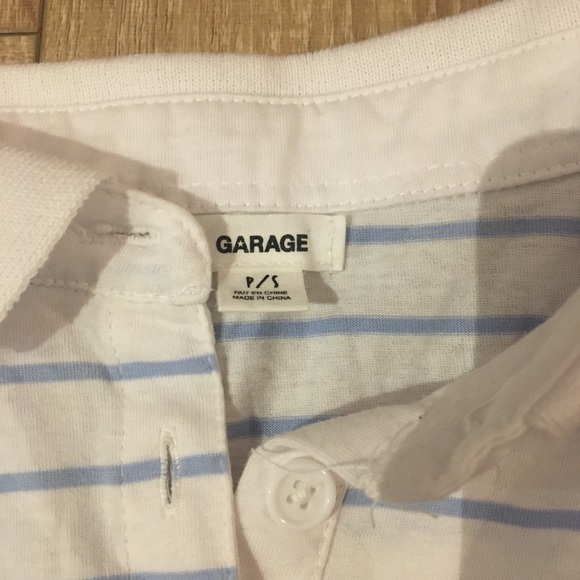 GARAGE
P/S
FAIT EN CHINE
MADE IN CHINA